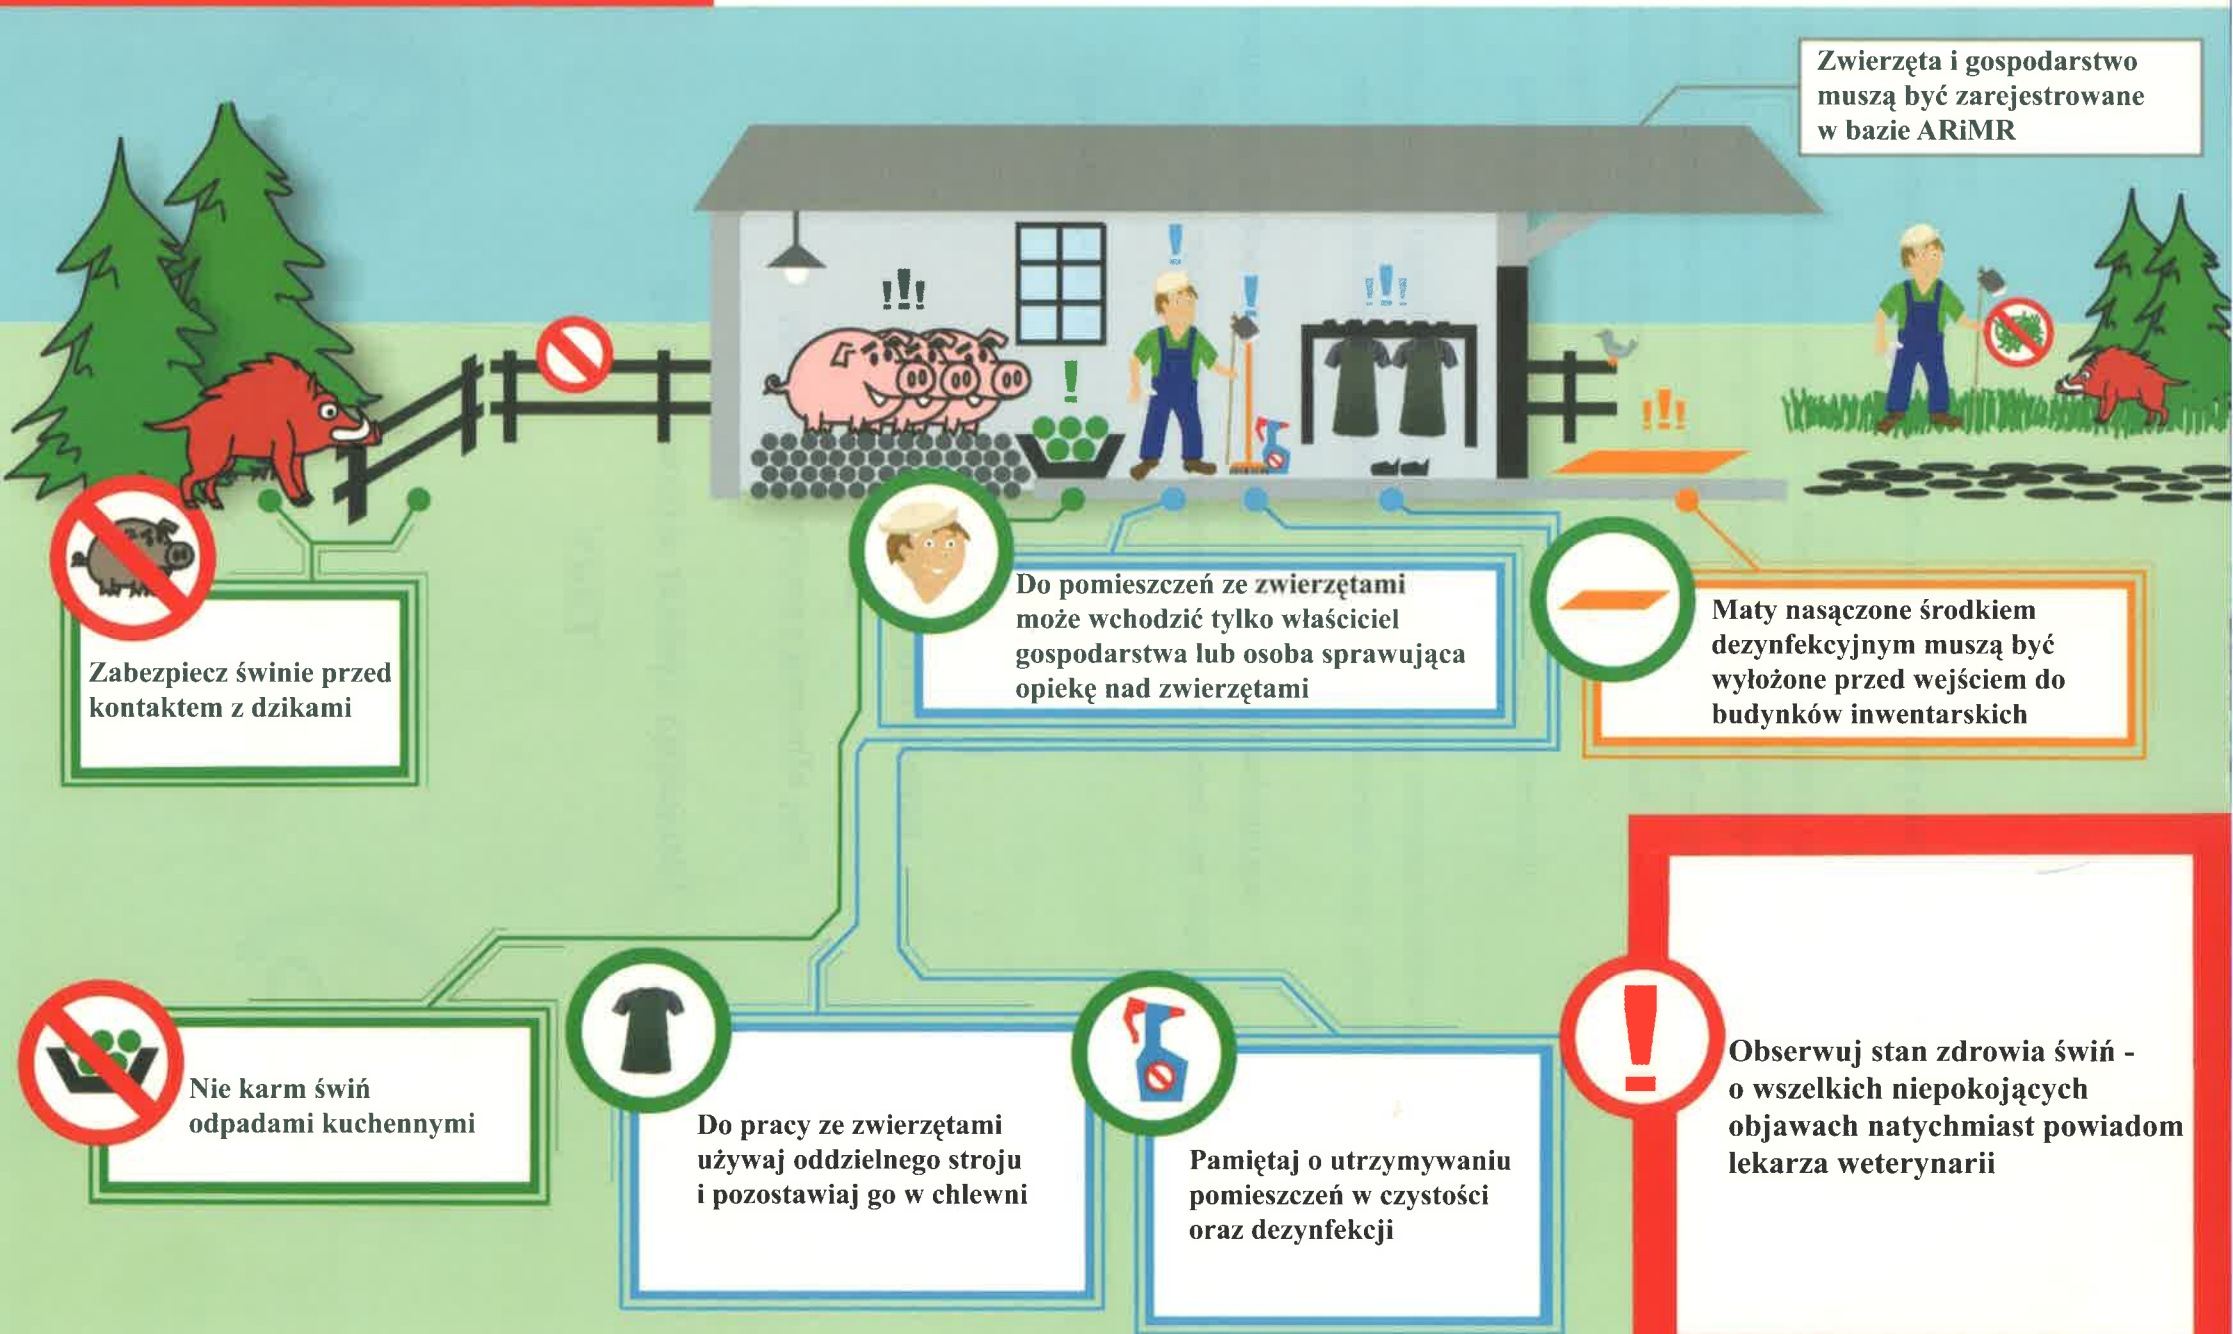 Zwierzęta i gospodarstwo
muszą być zarejestrowane
w bazie ARiMR
Zabezpiecz świnie przed
kontaktem z dzikami
Do pomieszczeń ze zwierzętami
może wchodzić tylko właściciel
gospodarstwa lub osoba sprawująca
opiekę nad zwierzętami
Maty nasączone środkiem
dezynfekcyjnym muszą być
wyłożone przed wejściem do
budynków inwentarskich
Nie karm świń
odpadami kuchennymi
Do pracy ze zwierzętami
używaj oddzielnego stroju
i pozostawiaj go w chlewni
Pamiętaj o utrzymywaniu
pomieszczeń w czystości
oraz dezynfekcji
Obserwuj stan zdrowia świń -
o wszelkich niepokojących
objawach natychmiast powiadom
lekarza weterynarii